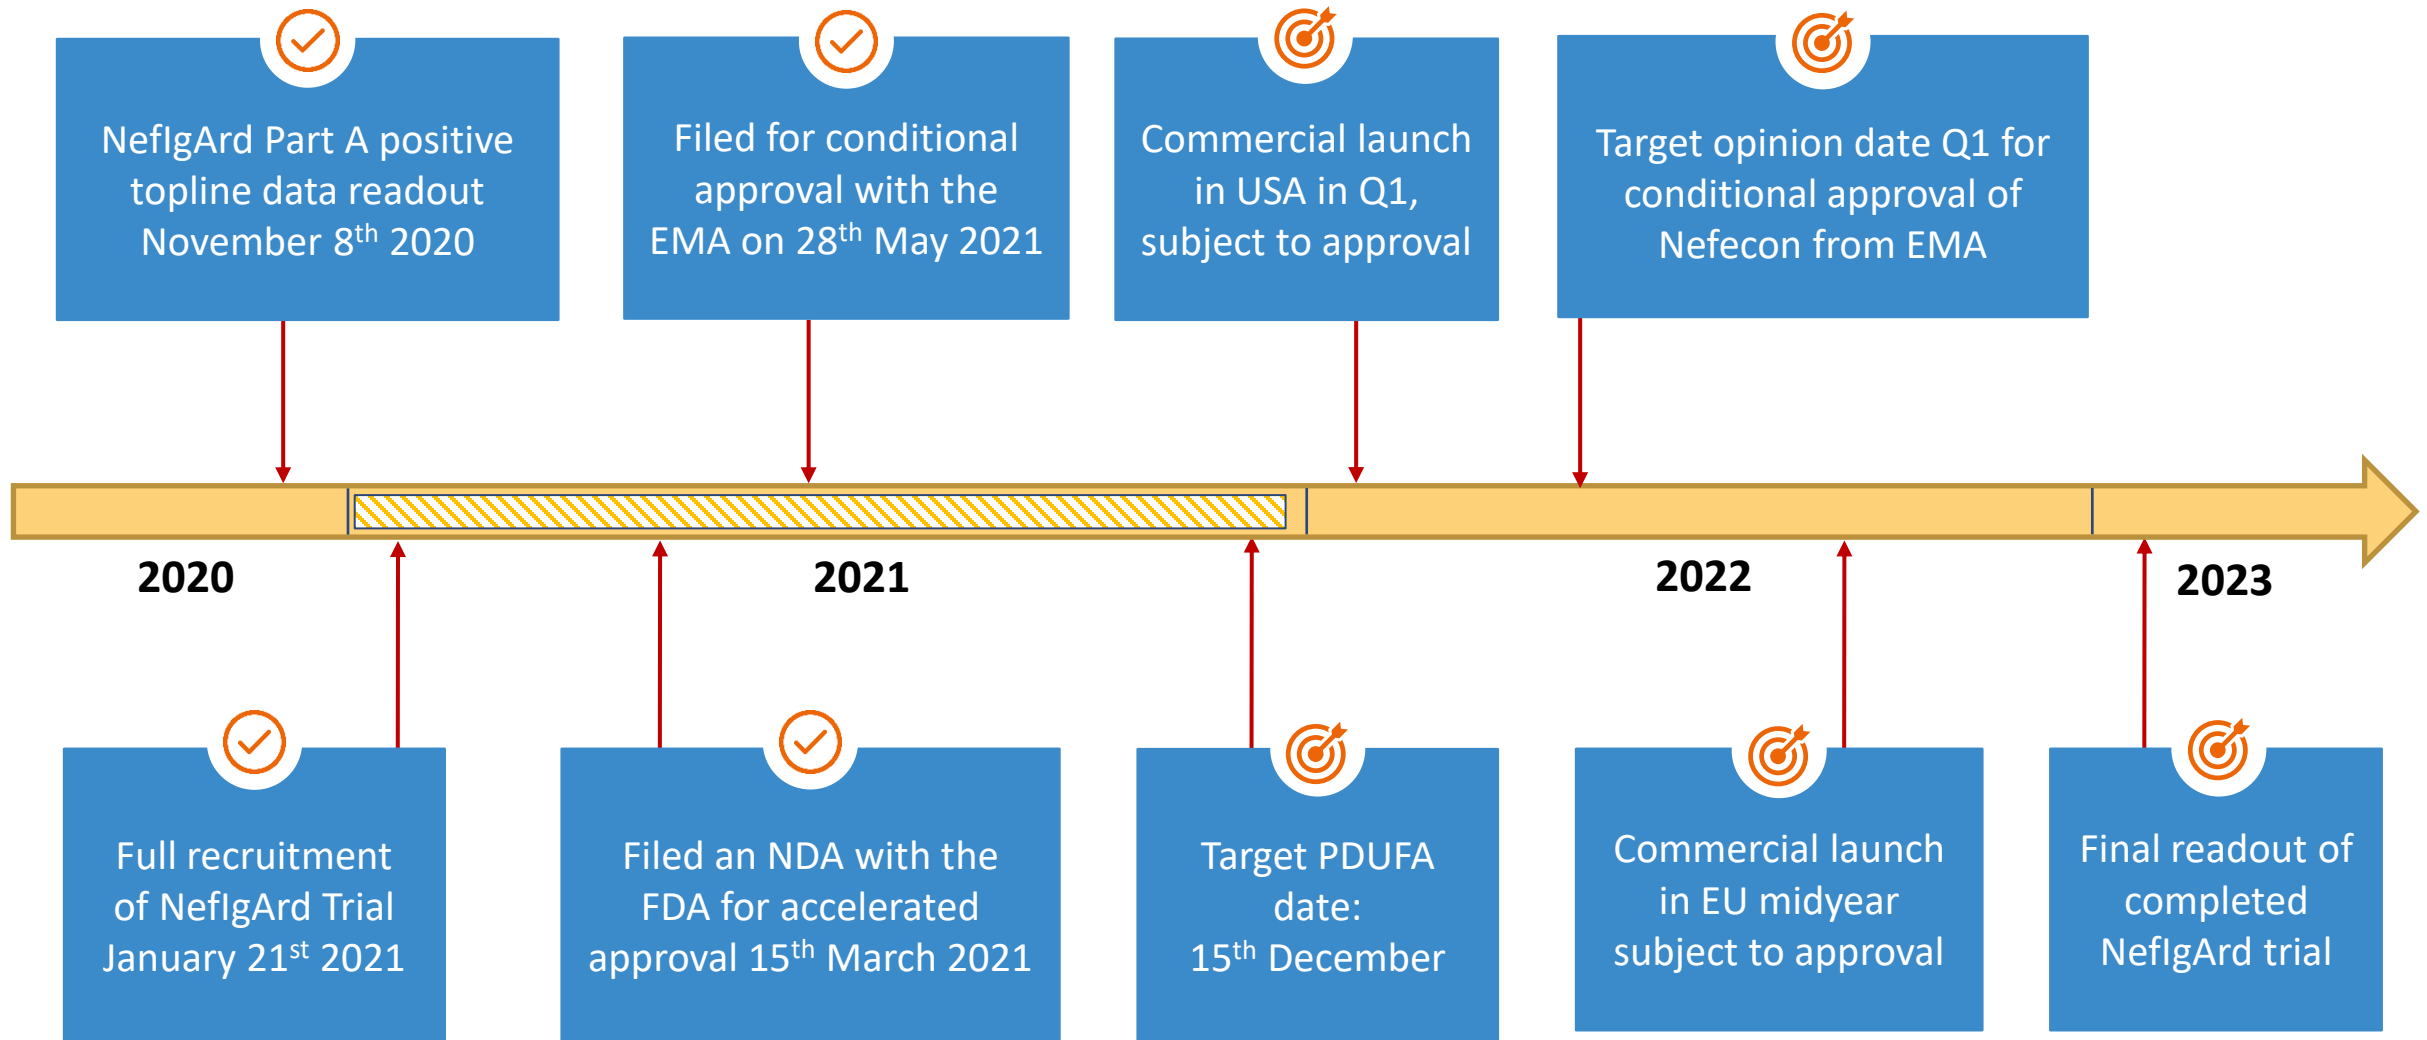 NefIgArd Part A positive
topline data readout
November 8th 2020
Filed for conditional
approval with the
EMA on 28th May 2021
Commercial launch
in USA in Q1,
subject to approval
Target opinion date Q1 for
conditional approval of
Nefecon from EMA
2020
2021
2022
2023
Full recruitment
of NefIgArd Trial
January 21st 2021
Filed an NDA with the
FDA for accelerated
approval 15th March 2021
Target PDUFA
date:
15th December
Commercial launch
in EU midyear
subject to approval
Final readout of
completed
NefIgArd trial